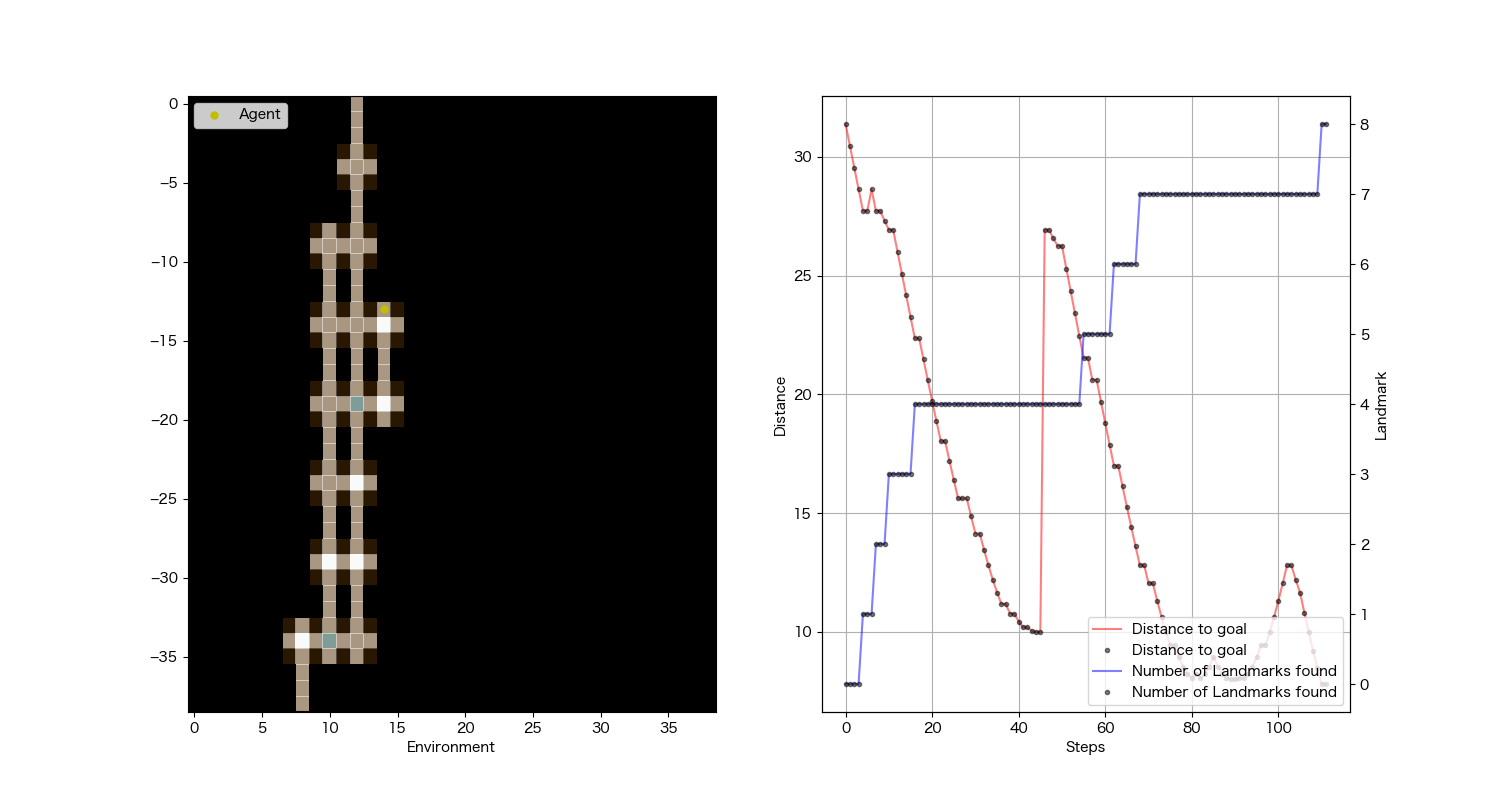 Agent
0
−5
−10
−15
−20
−25
−30
−35
0 5 10 15 20 25 30 35
Environment
Distance
30
25
20
15
10
0 20 40 60 80 100
Steps
8
7
6
5
4
3
2
1
0
Landmark
Distance to goal
Distance to goal
Number of Landmarks found
Number of Landmarks found